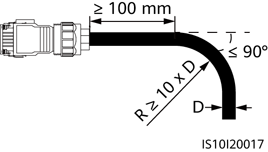 ≥ 100 mm
≤ 90°
R ≥ 10 x D
D
IS10I20017